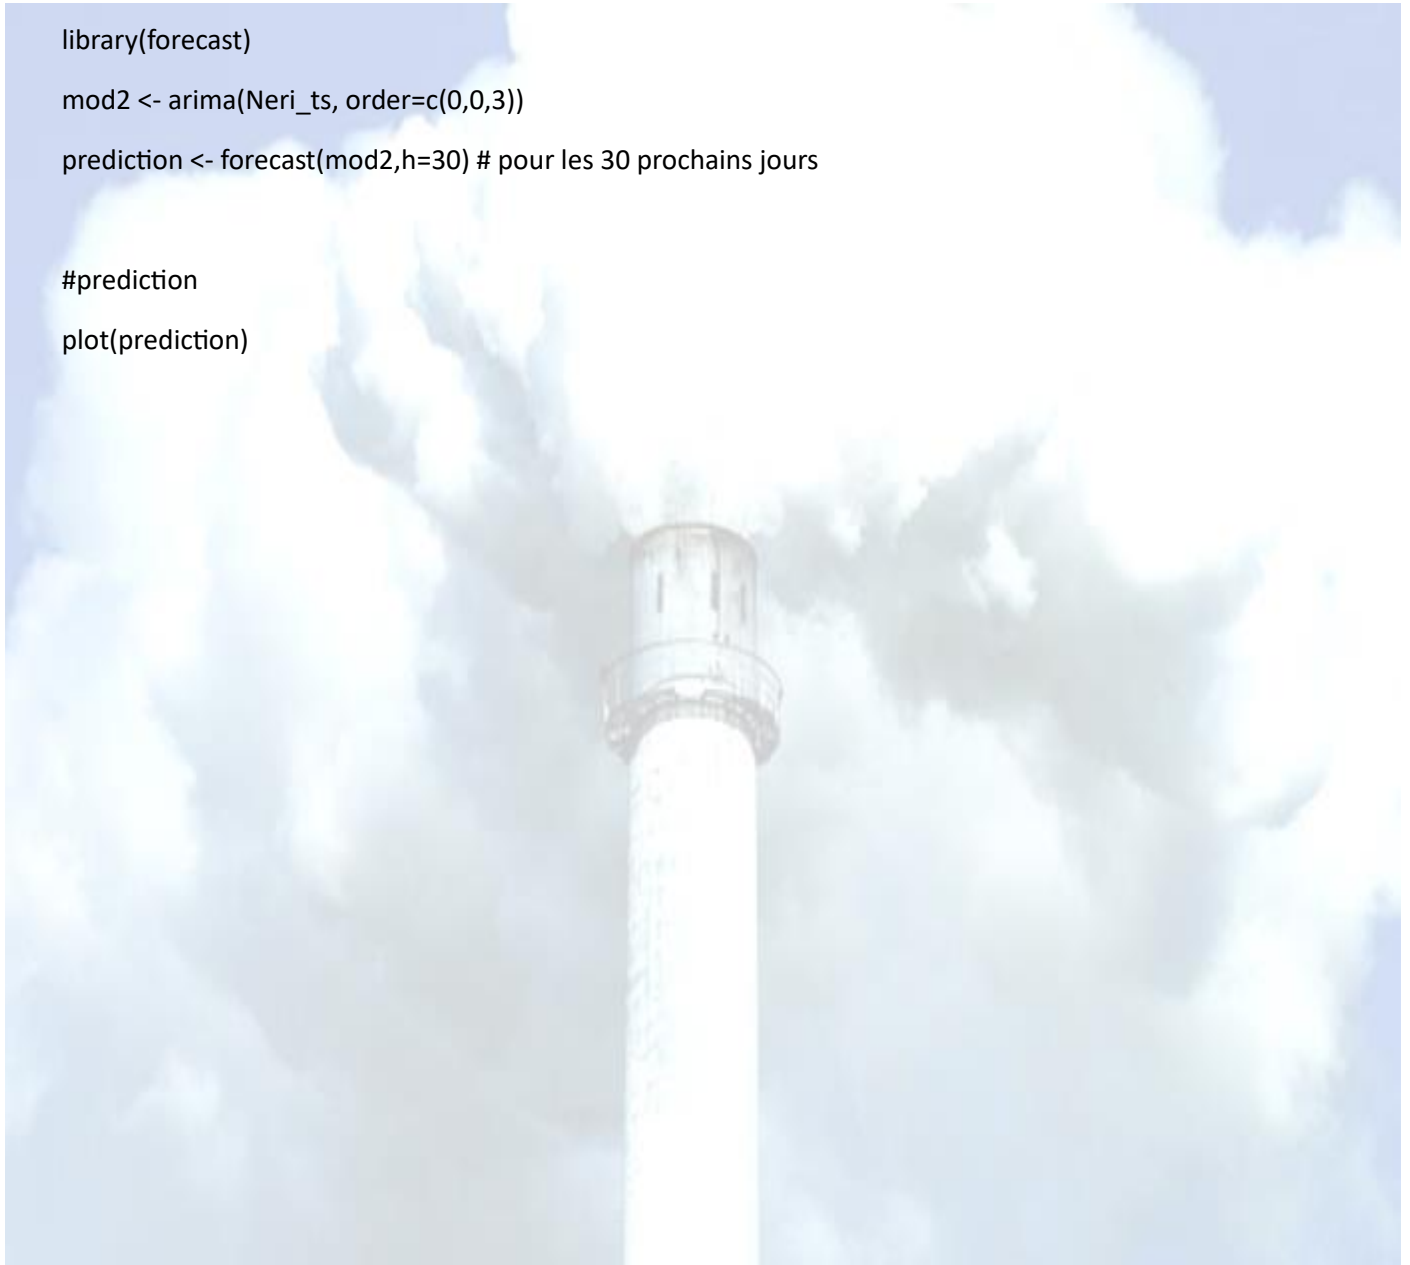 library(forecast)
mod2 <- arima(Neri_ts, order=c(0,0,3))
prediction <- forecast(mod2,h=30) # pour les 30 prochains jours
#prediction
plot(prediction)